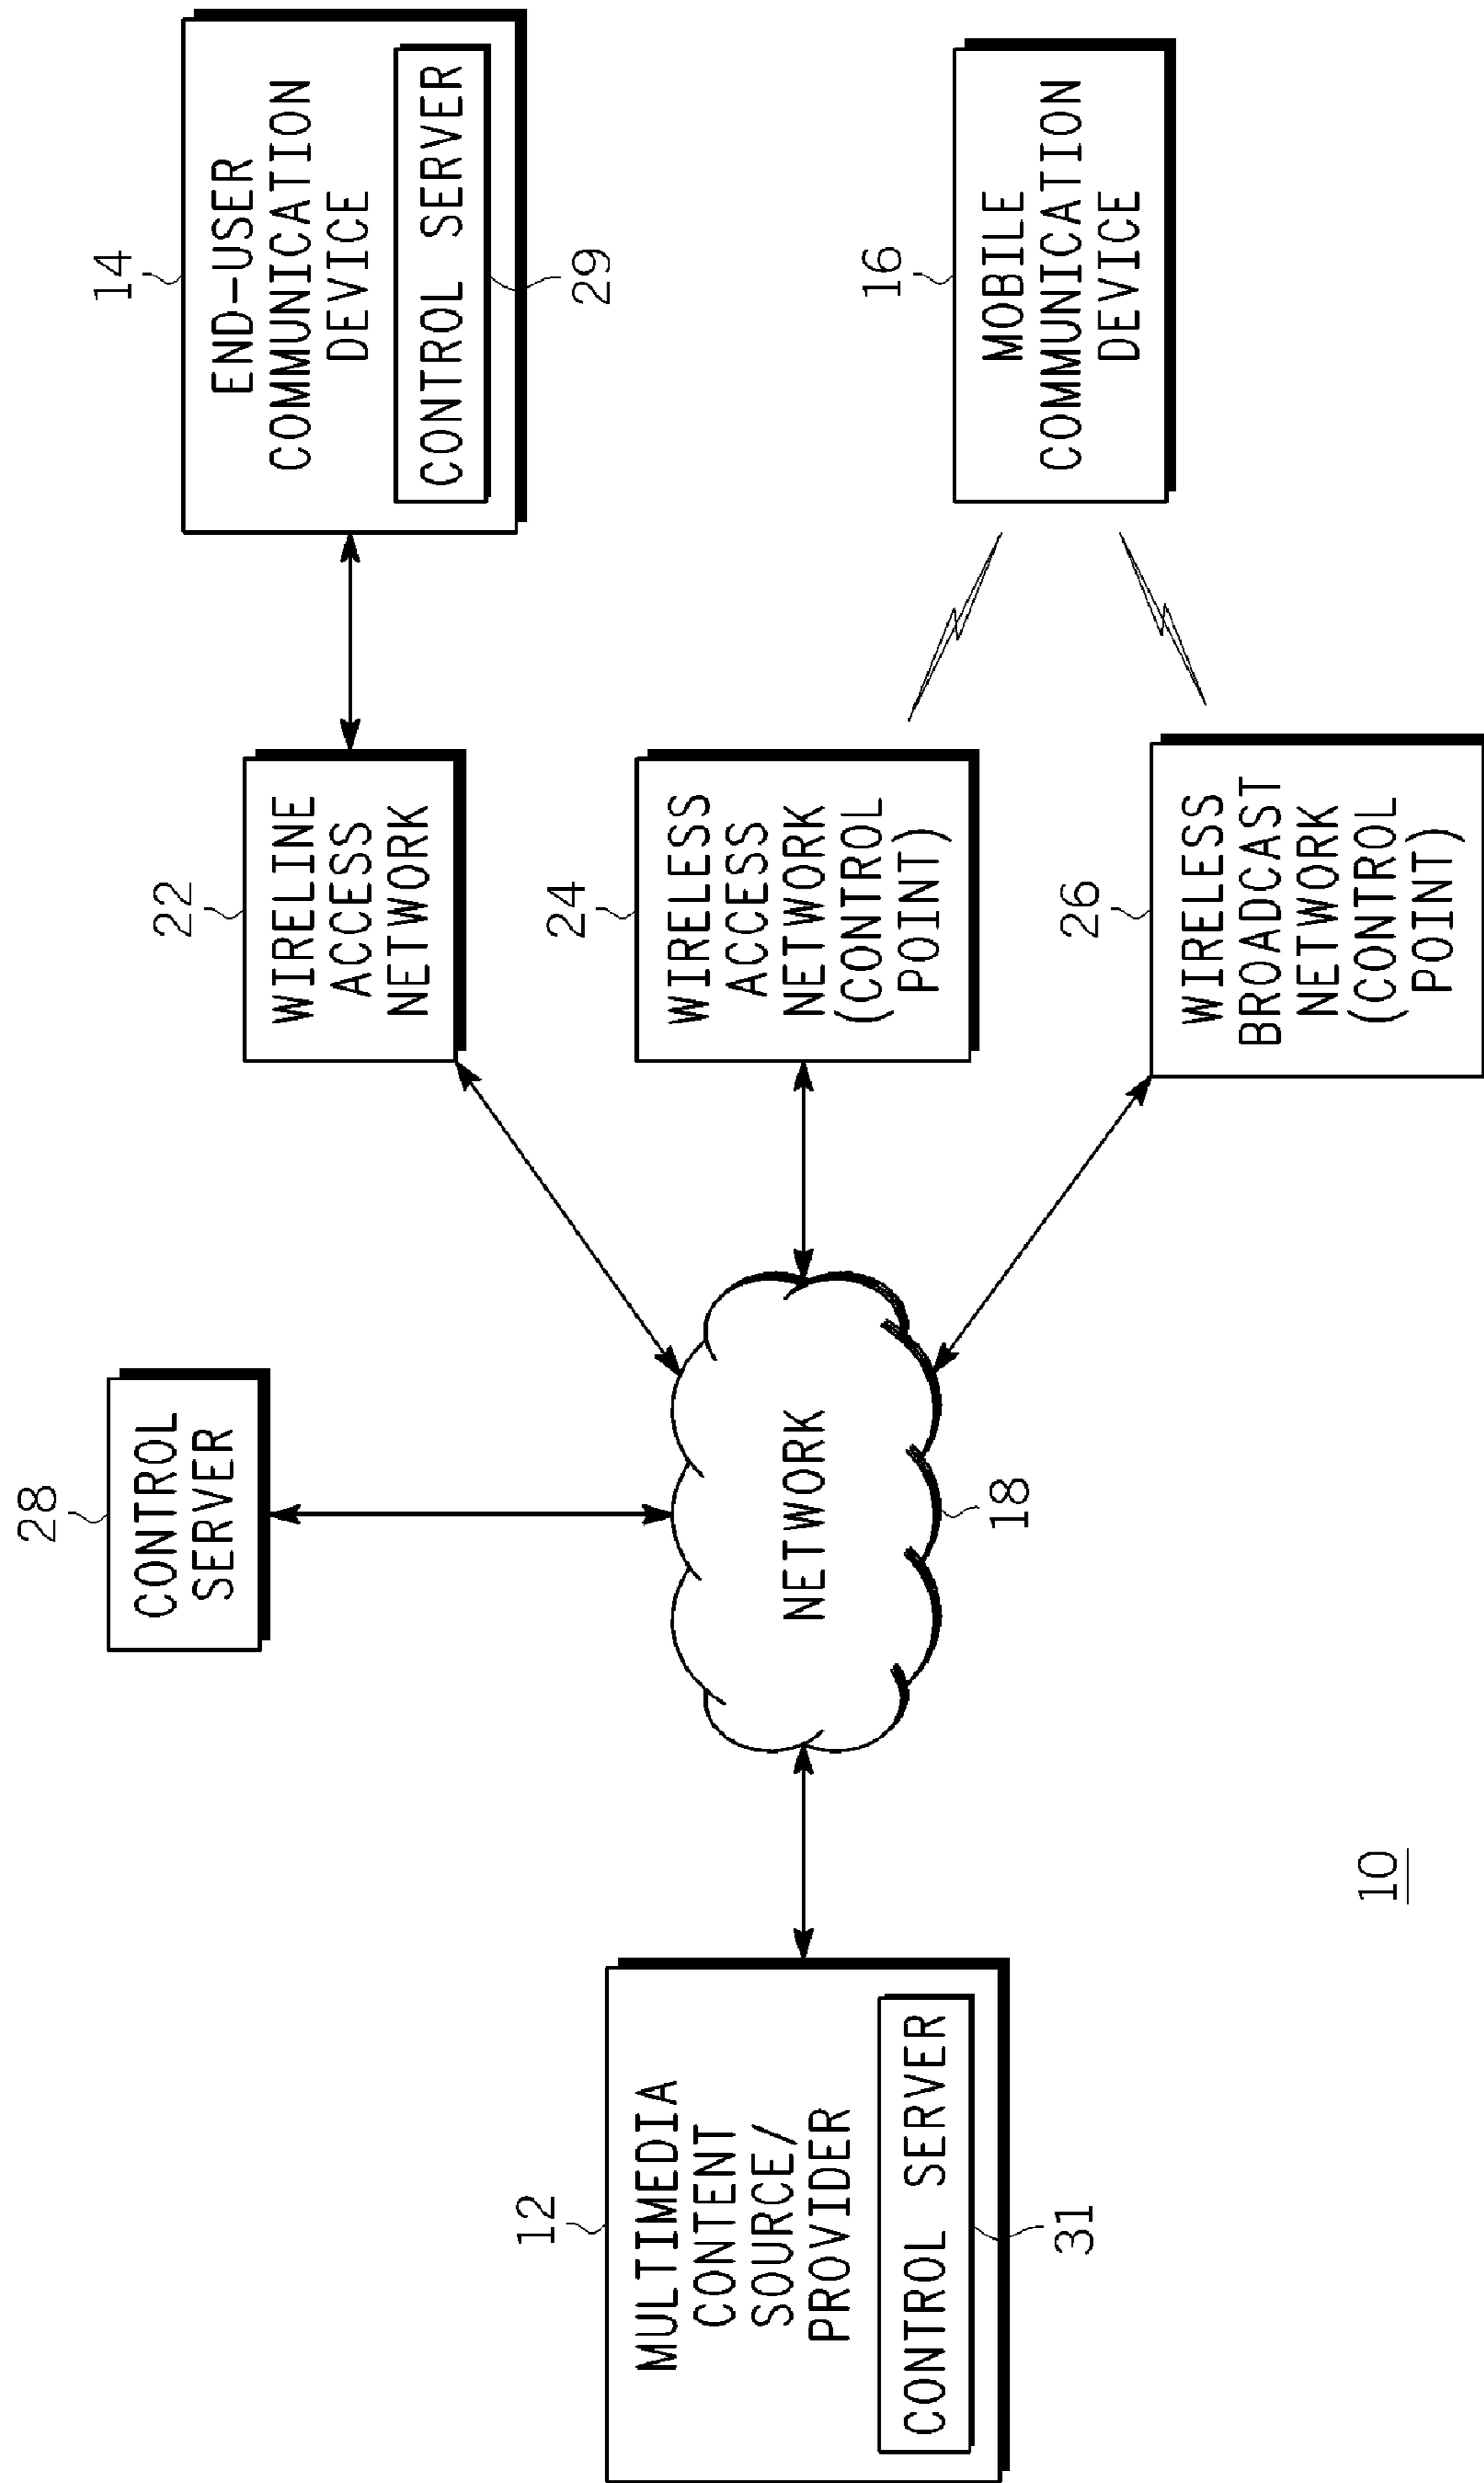 28
CONTROL
SERVER
14
END-USER
COMMUNICATION
DEVICE
CONTROL SERVER
29
22
WIRELINE
ACCESS
NETWORK
12
MULTIMEDIA
CONTENT
SOURCE/
PROVIDER
CONTROL SERVER
31
NETWORK
18
24
WIRELESS
ACCESS
NETWORK
(CONTROL
POINT)
16
MOBILE
COMMUNICATION
DEVICE
26
WIRELESS
BROADCAST
NETWORK
(CONTROL
POINT)
10